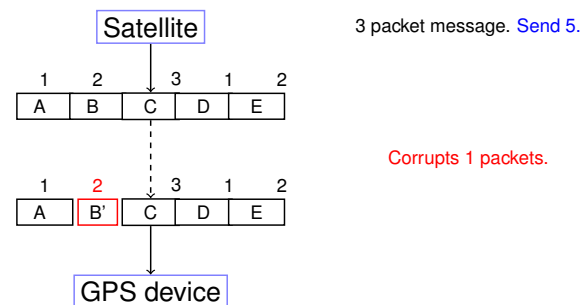 Satellite
3 packet message. Send 5.
1 2 3 1 2
A B C D E
Corrupts 1 packets.
1 2 3 1 2
A B' C D E
GPS device